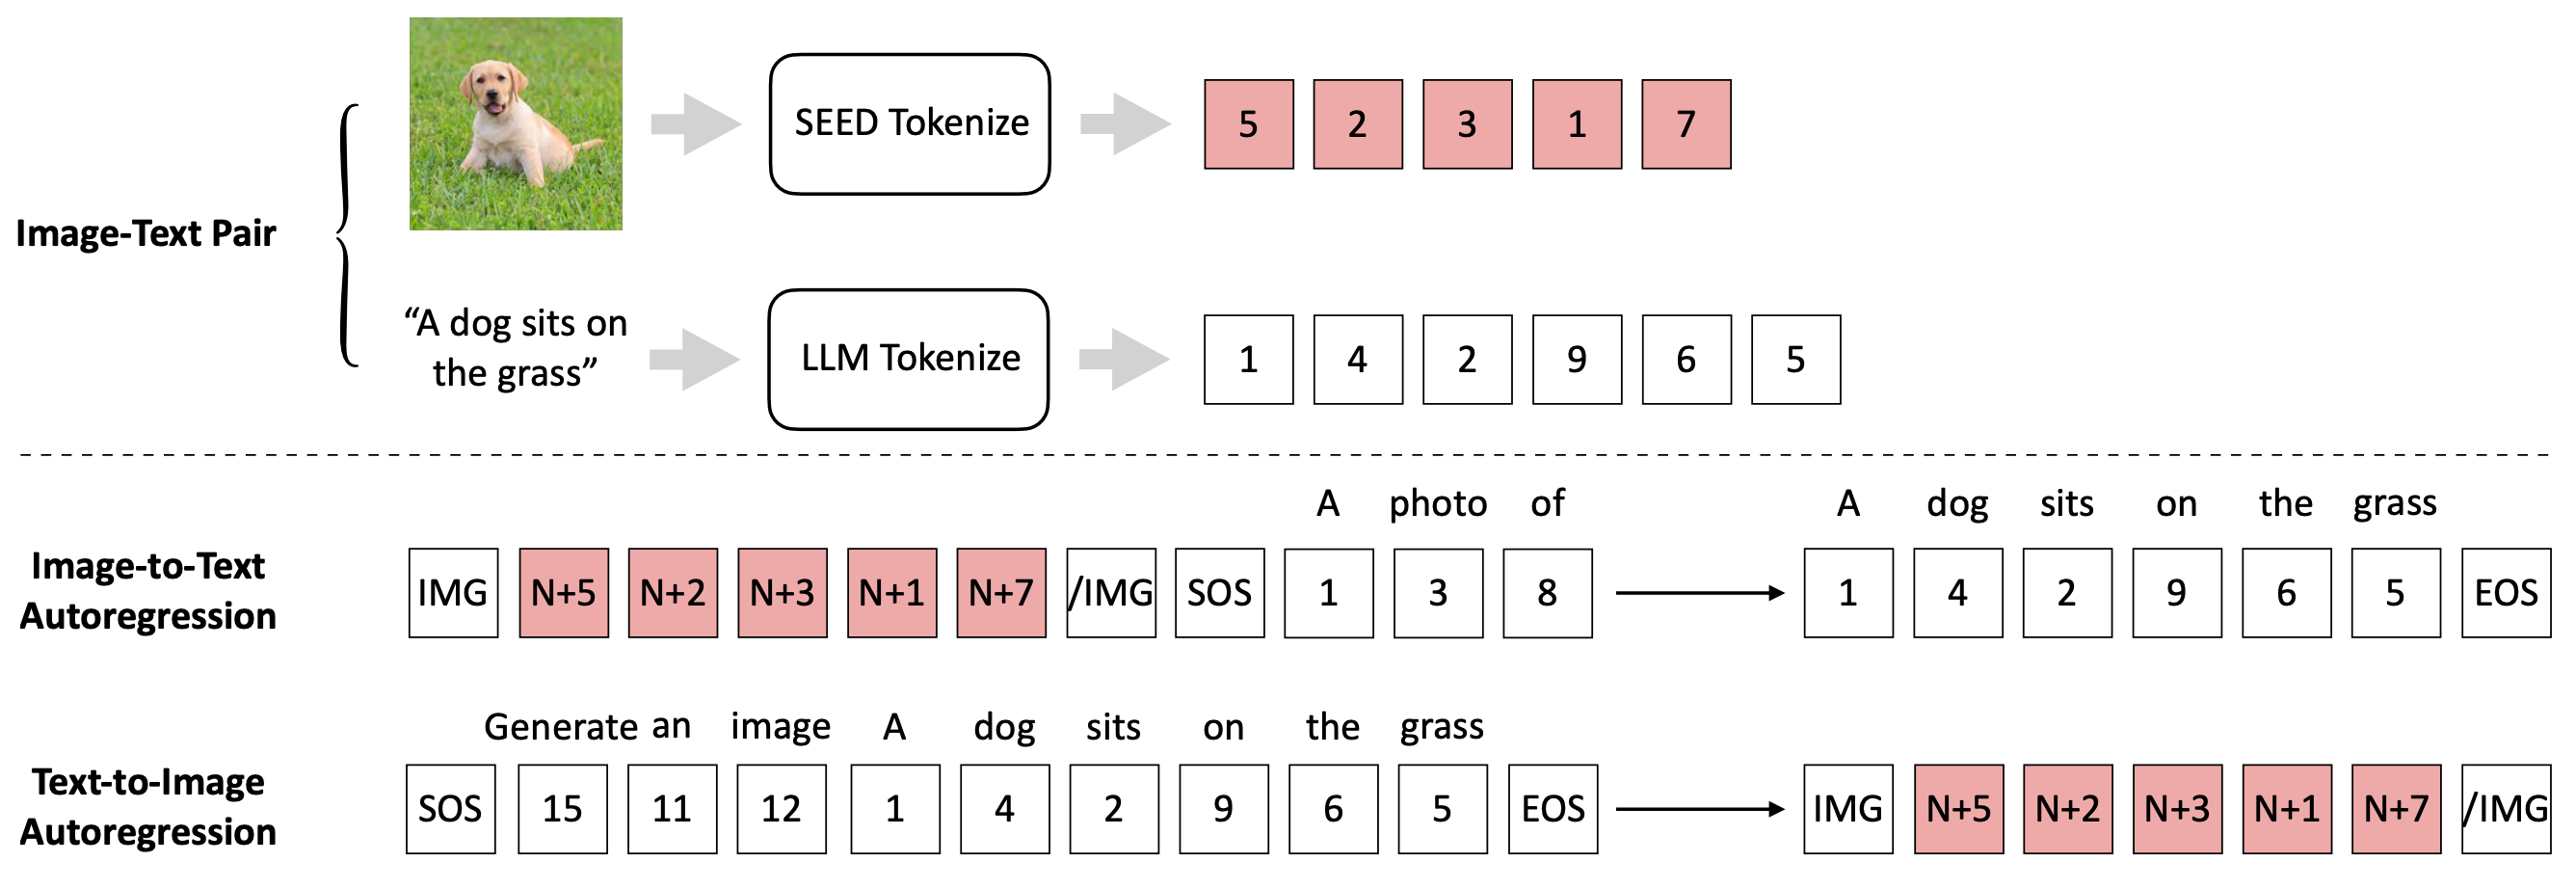 SEED Tokenize
5 2 3 1 7
Image-Text Pair
“A dog sits on
the grass”
LLM Tokenize
1 4 2 9 6 5
A photo of A dog sits on the grass
Image-to-Text
Autoregression
IMG N+5 N+2 N+3 N+1 N+7 /IMG SOS 1 3 8 1 4 2 9 6 5 EOS
Generate an image A dog sits on the grass
Text-to-Image
Autoregression
SOS 15 11 12 1 4 2 9 6 5 EOS IMG N+5 N+2 N+3 N+1 N+7 /IMG